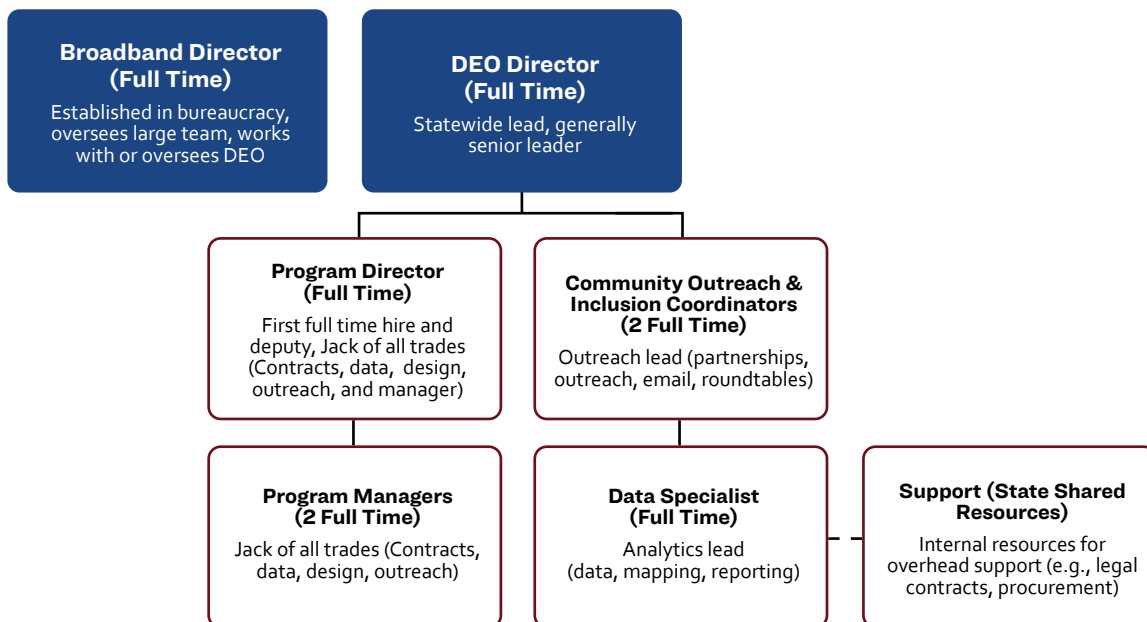 Broadband Director
(Full Time)
Established in bureaucracy,
oversees large team, works
with or oversees DEO
DEO Director
(Full Time)
Statewide lead, generally
senior leader
Program Director
(Full Time)
First full time hire and
deputy, Jack of all trades
(Contracts, data, design,
outreach, and manager)
Community Outreach &
Inclusion Coordinators
(2 Full Time)
Outreach lead (partnerships,
outreach, email, roundtables)
Program Managers
(2 Full Time)
Jack of all trades (Contracts,
data, design, outreach)
Data Specialist
(Full Time)
Analytics lead
(data, mapping, reporting)
Support (State Shared
Resources)
Internal resources for
overhead support (e.g., legal
contracts, procurement)